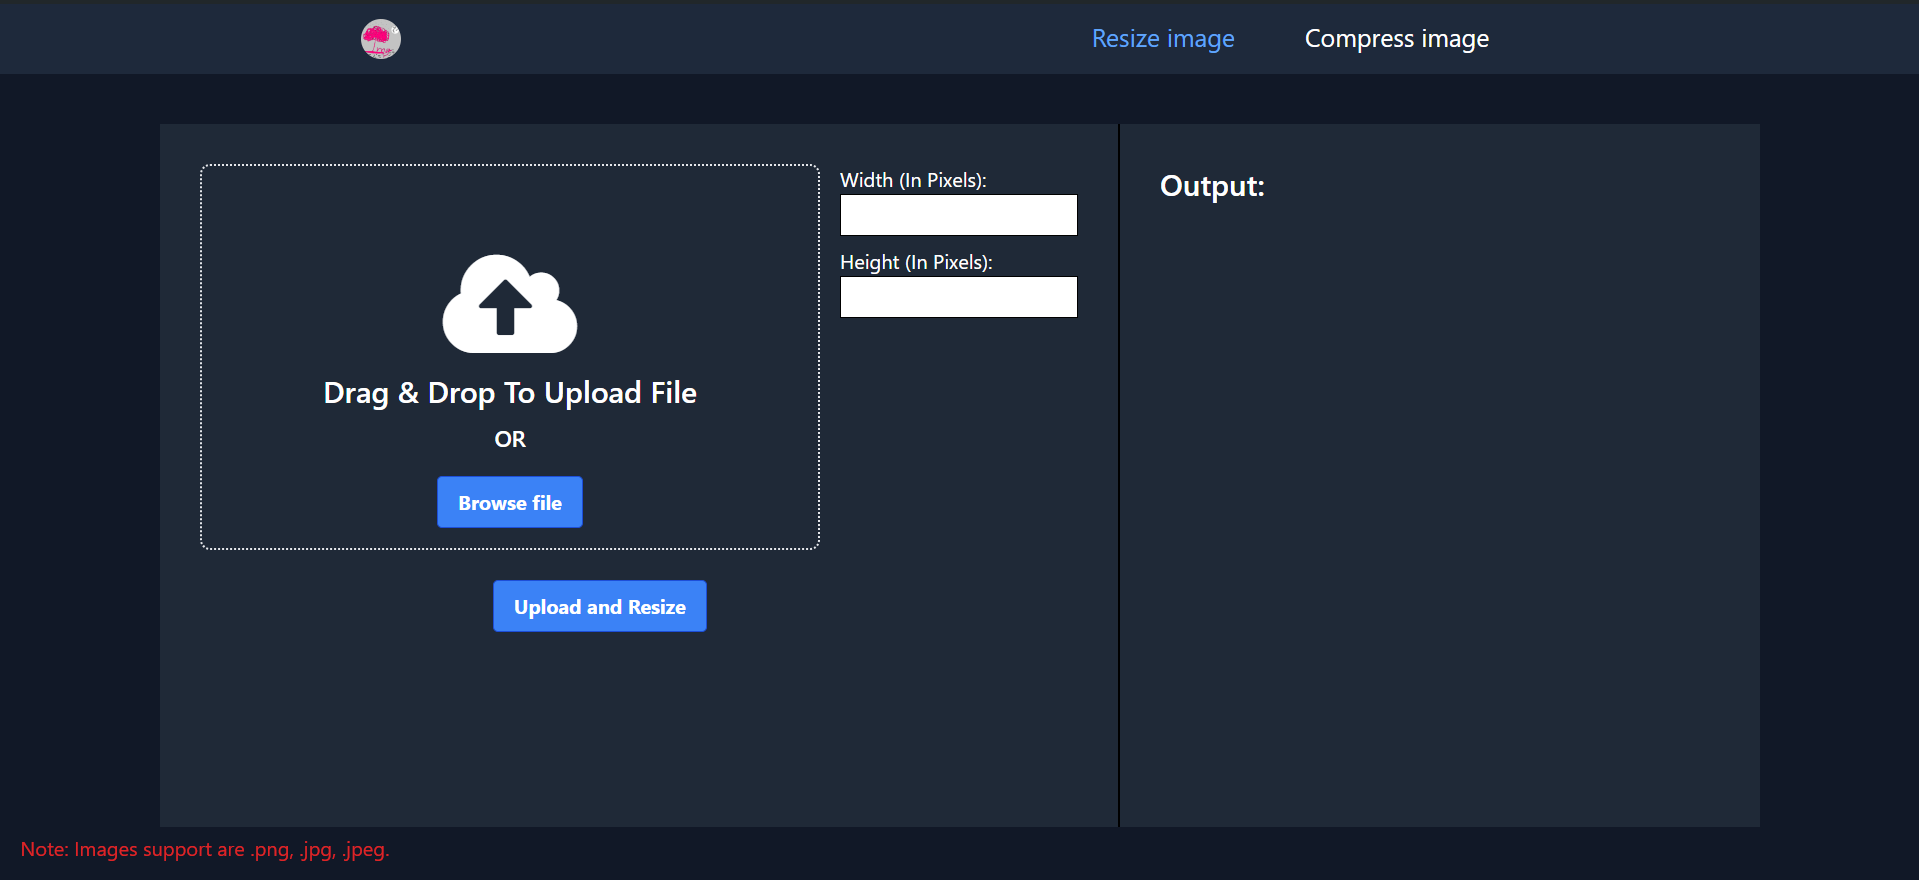 Resize image
Compress image
Drag & Drop To Upload File
OR
Browse file
Upload and Resize
Width (In Pixels):
Height (In Pixels):
Output:
Note: Images support are .png, .jpg, .jpeg.